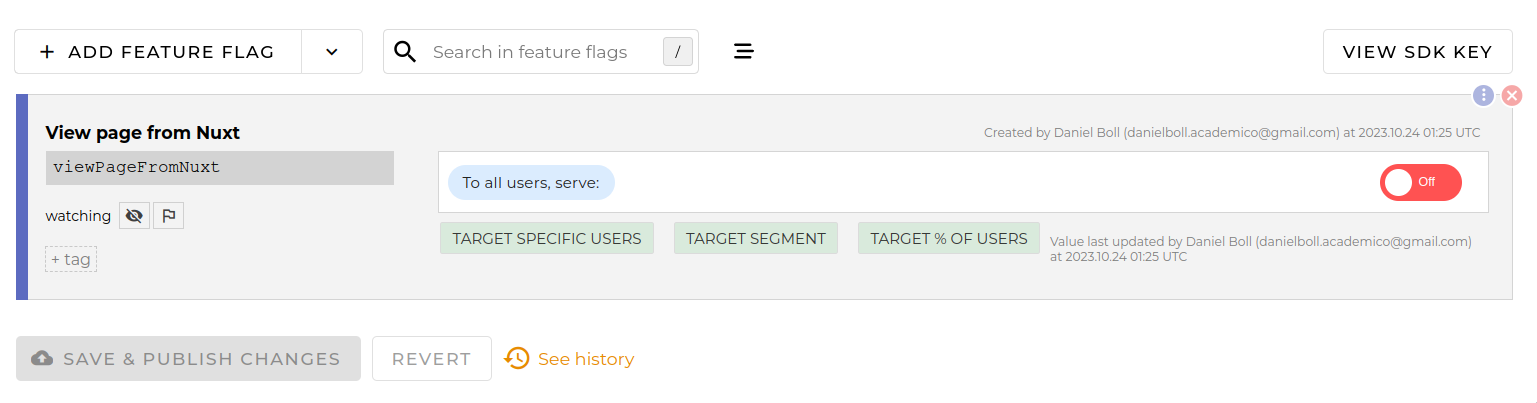 + ADD FEATURE FLAG
Search in feature flags
/
VIEW SDK KEY
View page from Nuxt
Created by Daniel Boll (danielboll.academico@gmail.com) at 2023.10.24 01:25 UTC
viewPageFromNuxt
To all users, serve:
Off
watching
TARGET SPECIFIC USERS
TARGET SEGMENT
TARGET % OF USERS
Value last updated by Daniel Boll (danielboll.academico@gmail.com)
at 2023.10.24 01:25 UTC
+ tag
SAVE & PUBLISH CHANGES
REVERT
See history